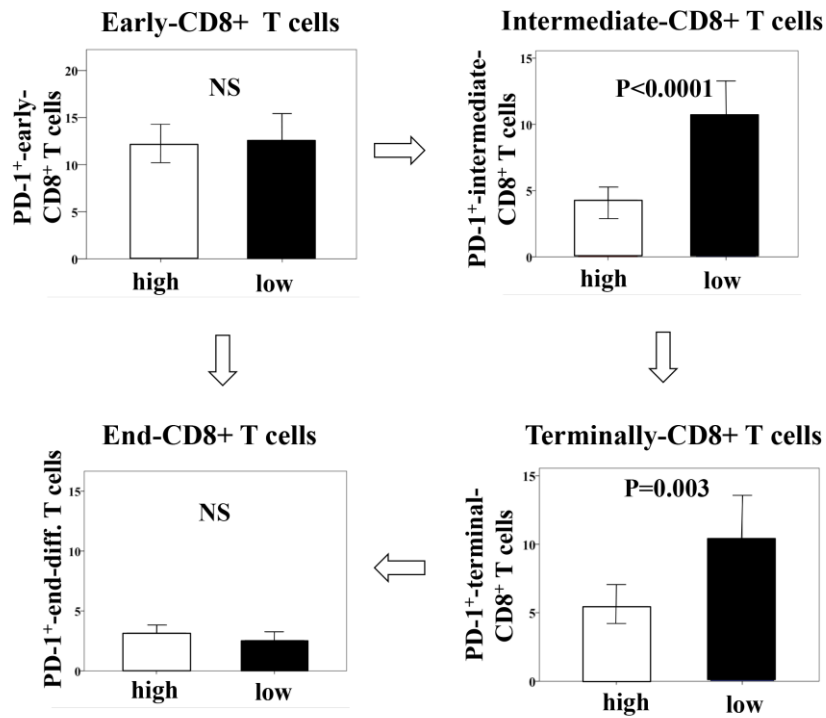 Early-CD8+ T cells
PD-1⁺-early-
CD8⁺ T cells
20
15
10
5
0
NS
high
low
Intermediate-CD8+ T cells
PD-1⁺-intermediate-
CD8⁺ T cells
15
10
5
0
P<0.0001
high
low
End-CD8+ T cells
PD-1⁺-end-diff. T cells
15
10
5
0
NS
high
low
Terminally-CD8+ T cells
PD-1⁺-terminal-
CD8⁺ T cells
15
10
5
0
P=0.003
high
low